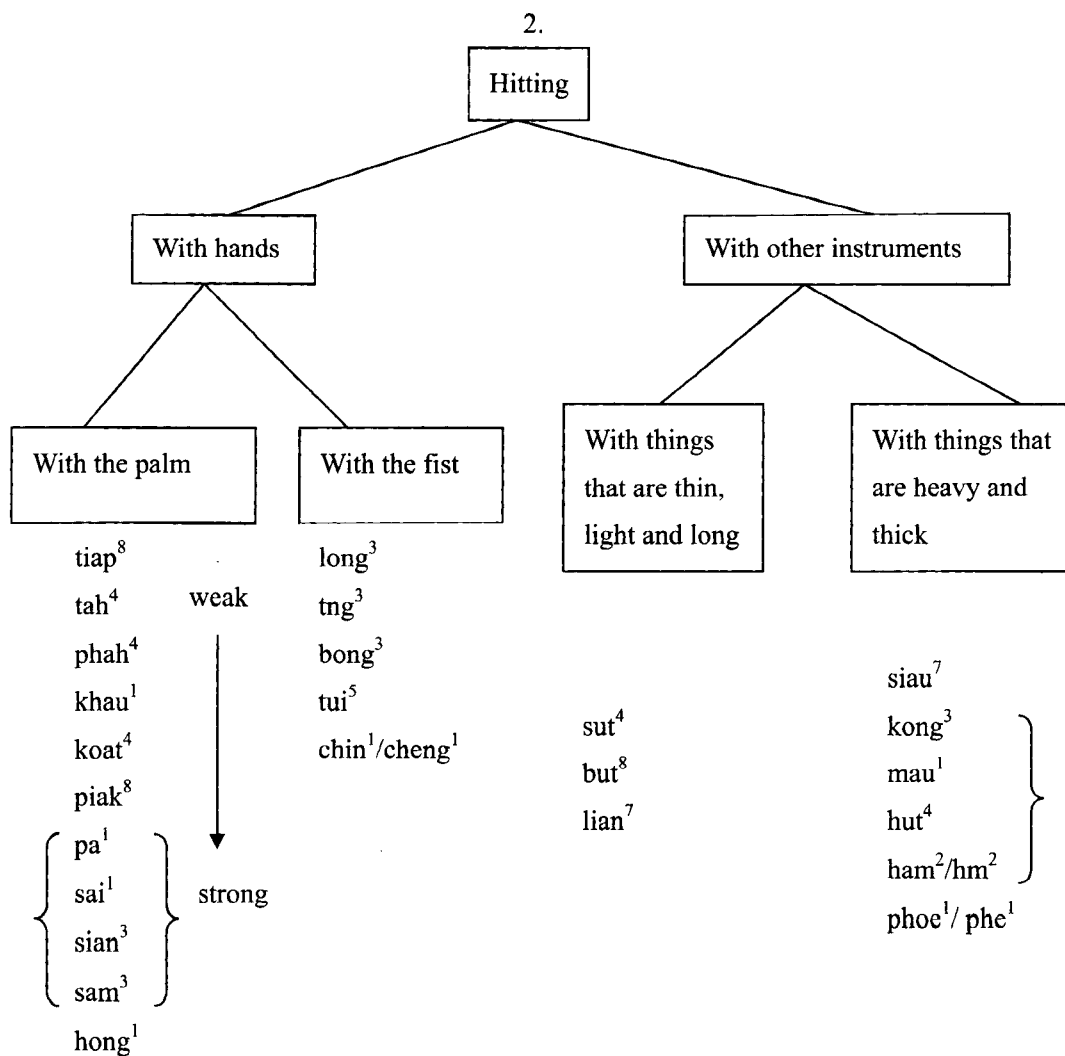 2.
Hitting
With hands
With other instruments
With the palm
With the fist
With things
that are thin,
light and long
With things that
are heavy and
thick
tiap⁸
tah⁴
phah⁴
khau¹
koat⁴
piak⁸
pa¹
sai¹
sian³
sam³
hong¹
weak
strong
long³
tng³
bong³
tui⁵
chin¹/cheng¹
sut⁴
but⁸
lian⁷
siau⁷
kong³
mau¹
hut⁴
ham²/hm²
phoe¹/ phe¹